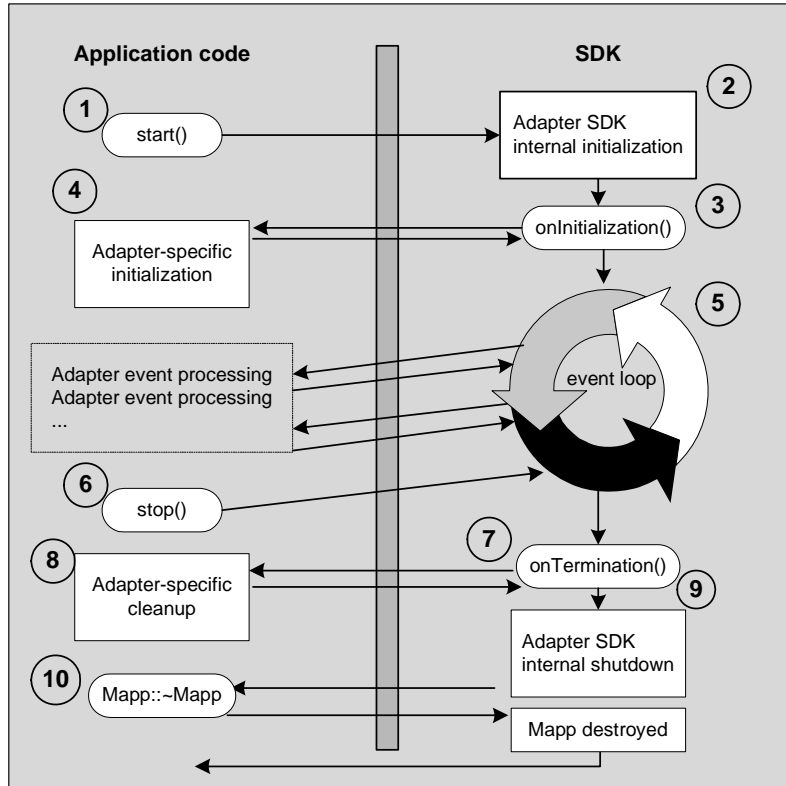 Application code
SDK
1
start()
2
Adapter SDK
internal initialization
3
onInitialization()
4
Adapter-specific
initialization
5
event loop
Adapter event processing
Adapter event processing
...
6
stop()
7
onTermination()
8
Adapter-specific
cleanup
9
Adapter SDK
internal shutdown
10
Mapp::~Mapp
Mapp destroyed